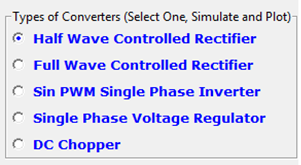 Types of Converters (Select One, Simulate and Plot)
Half Wave Controlled Rectifier
Full Wave Controlled Rectifier
Sin PWM Single Phase Inverter
Single Phase Voltage Regulator
DC Chopper